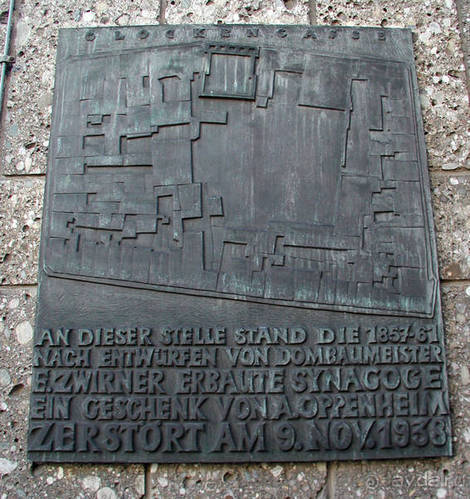 GLOCKENGASSE
AN DIESER STELLE STAND DIE 1857-61
NACH ENTWÜRFEN VON DOMBAUMEISTER
E. ZWIRNER ERBAUTE SYNAGOGE
EIN GESCHENK VON A. OPPENHEIM
ZERSTÖRT AM 9. NOV. 1938